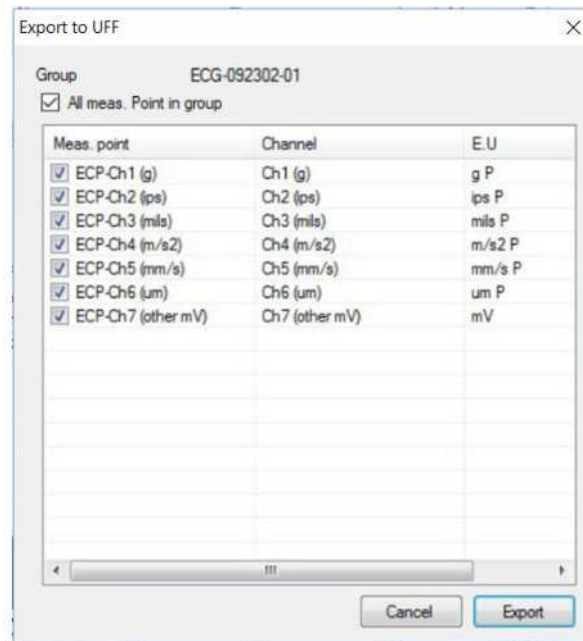 Export to UFF
Group ECG-092302-01
All meas. Point in group
Meas. point Channel E.U
ECP-Ch1 (g) Ch1 (g) g P
ECP-Ch2 (ips) Ch2 (ips) ips P
ECP-Ch3 (mils) Ch3 (mils) mils P
ECP-Ch4 (m/s2) Ch4 (m/s2) m/s2 P
ECP-Ch5 (mm/s) Ch5 (mm/s) mm/s P
ECP-Ch6 (um) Ch6 (um) um P
ECP-Ch7 (other mV) Ch7 (other mV) mV
Cancel Export